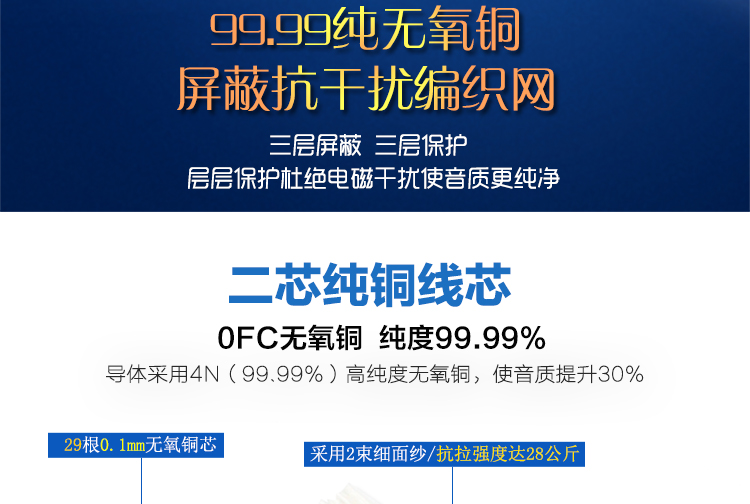 99.99纯无氧铜
屏蔽抗干扰编织网
三层屏蔽 三层保护
层层保护杜绝电磁干扰使音质更纯净
二芯纯铜线芯
0FC无氧铜 纯度99.99%
导体采用4N（99.99%）高纯度无氧铜，使音质提升30%
29根0.1mm无氧铜芯
采用2束细面纱/抗拉强度达28公斤